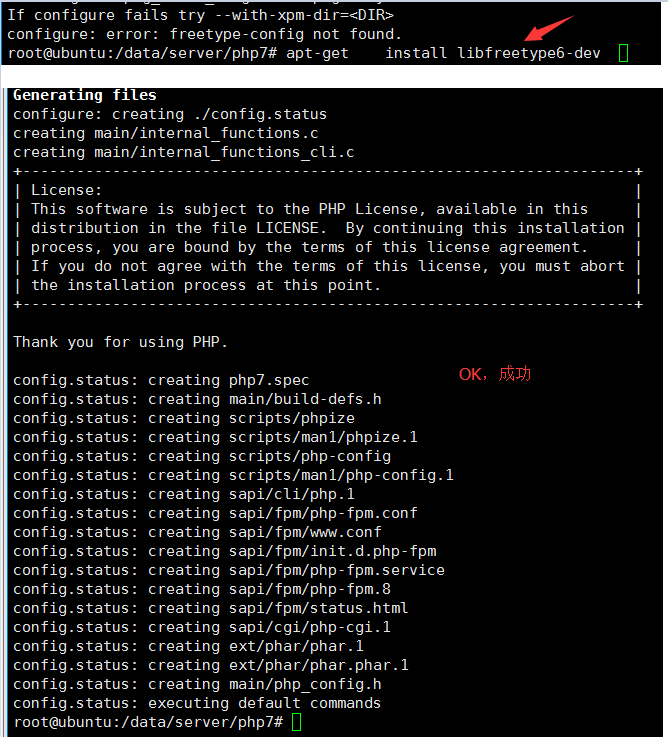 If configure fails try --with-xpm-dir=<DIR>
configure: error: freetype-config not found.
root@ubuntu:/data/server/php7# apt-get    install libfreetype6-dev
Generating files
configure: creating ./config.status
creating main/internal_functions.c
creating main/internal_functions_cli.c
+--------------------------------------------------------------------+
| License:                                                           |
| This software is subject to the PHP License, available in this     |
| distribution in the file LICENSE.  By continuing this installation |
| process, you are bound by the terms of this license agreement.     |
| If you do not agree with the terms of this license, you must abort |
| the installation process at this point.                            |
+--------------------------------------------------------------------+
Thank you for using PHP.
OK，成功
config.status: creating php7.spec
config.status: creating main/build-defs.h
config.status: creating scripts/phpize
config.status: creating scripts/man1/phpize.1
config.status: creating scripts/php-config
config.status: creating scripts/man1/php-config.1
config.status: creating sapi/cli/php.1
config.status: creating sapi/fpm/php-fpm.conf
config.status: creating sapi/fpm/www.conf
config.status: creating sapi/fpm/init.d.php-fpm
config.status: creating sapi/fpm/php-fpm.service
config.status: creating sapi/fpm/php-fpm.8
config.status: creating sapi/fpm/status.html
config.status: creating sapi/cgi/php-cgi.1
config.status: creating ext/phar/phar.1
config.status: creating ext/phar/phar.phar.1
config.status: creating main/php_config.h
config.status: executing default commands
root@ubuntu:/data/server/php7#